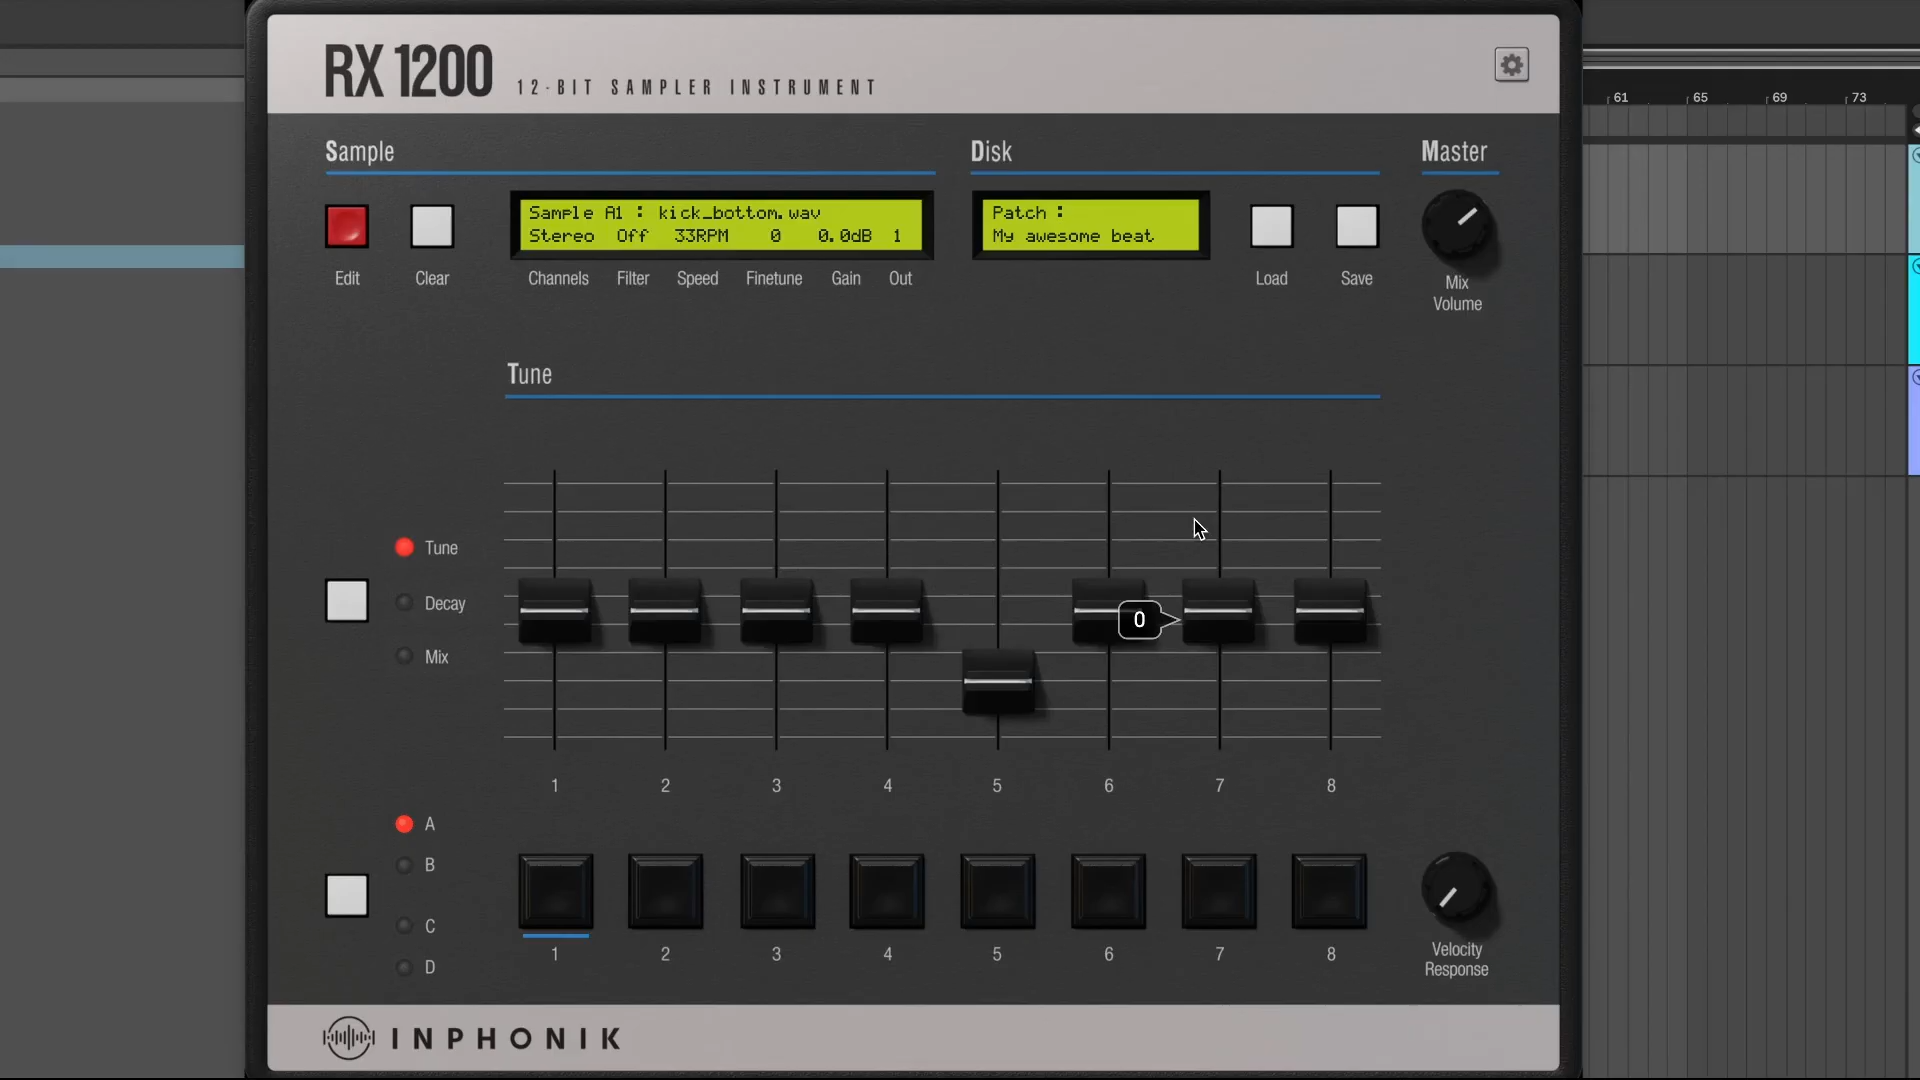 RX 1200 12-BIT SAMPLER INSTRUMENT
61 65 69 73
Sample Disk Master
Sample A1 : kick_bottom.wav
Stereo Off 33RPM 0 0.0dB 1
Patch :
My awesome beat
Edit Clear Channels Filter Speed Finetune Gain Out Load Save
Mix
Volume
Tune
Tune
Decay
Mix
0
1 2 3 4 5 6 7 8
A
B
C
D
1 2 3 4 5 6 7 8
Velocity
Response
INPHONIK